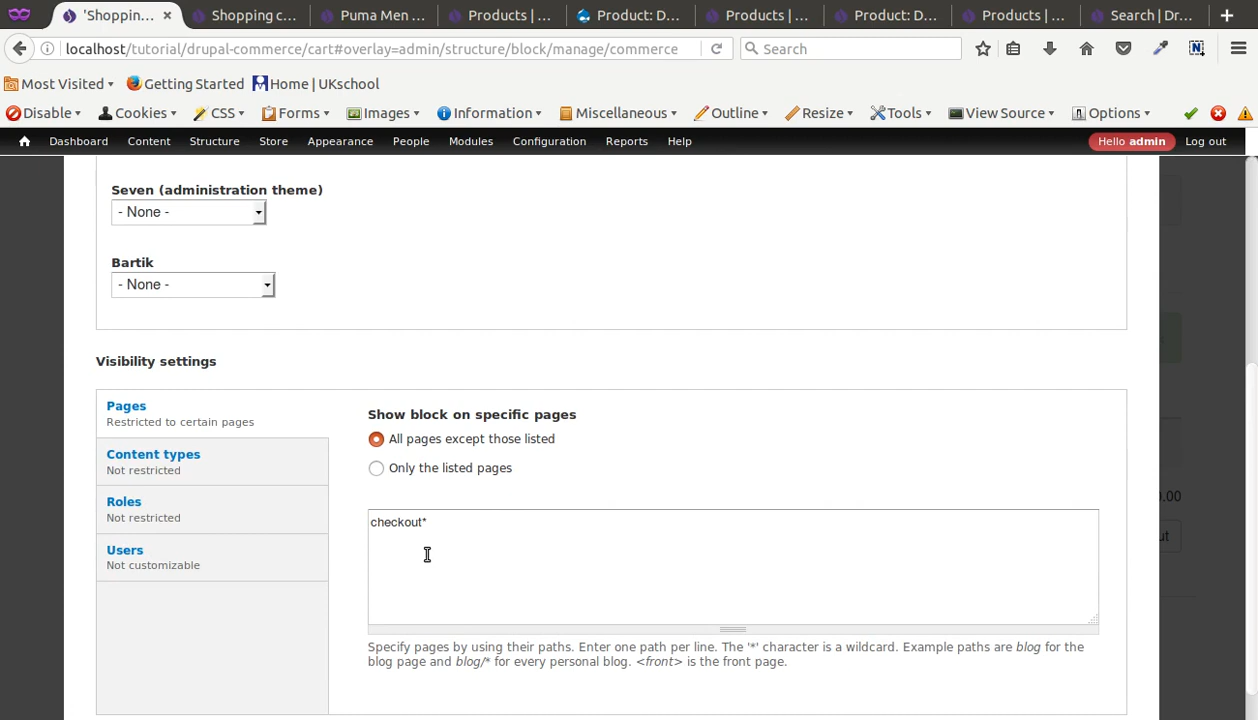 'Shoppin... × Shopping c... Puma Men ... Products | ... Product: D... Products | ... Product: D... Products | ... Search | Dr...
localhost/tutorial/drupal-commerce/cart#overlay=admin/structure/block/manage/commerce Search
Most Visited Getting Started Home | UKschool
Disable Cookies CSS Forms Images Information Miscellaneous Outline Resize Tools View Source Options
Dashboard Content Structure Store Appearance People Modules Configuration Reports Help Hello admin Log out
Seven (administration theme)
- None -
Bartik
- None -
Visibility settings
Pages
Restricted to certain pages
Content types
Not restricted
Roles
Not restricted
Users
Not customizable
Show block on specific pages
All pages except those listed
Only the listed pages
checkout*
Specify pages by using their paths. Enter one path per line. The '*' character is a wildcard. Example paths are blog for the
blog page and blog/* for every personal blog. <front> is the front page.